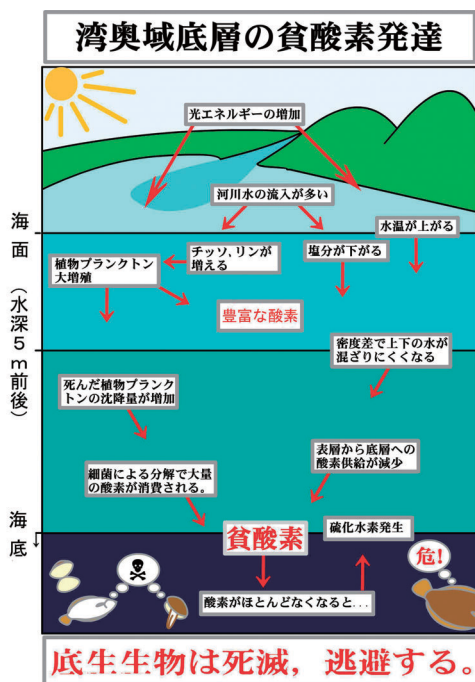 湾奥域底層の貧酸素発達
光エネルギーの増加
河川水の流入が多い
水温が上がる
海面
(水深5m前後)
海底
チッソ、リンが
増える
塩分が下がる
植物プランクトン
大増殖
豊富な酸素
密度差で上下の水が
混ざりにくくなる
死んだ植物プランク
トンの沈降量が増加
表層から底層への
酸素供給が減少
細菌による分解で大量
の酸素が消費される。
貧酸素
硫化水素発生
危!
酸素がほとんどなくなると...
底生生物は死滅，逃避する。